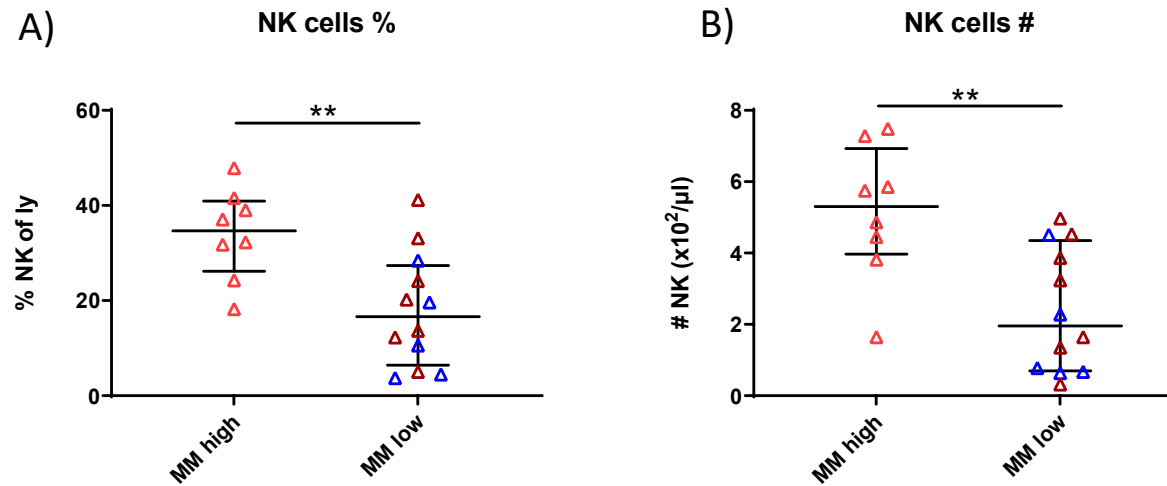 A)
NK cells %
% NK of ly
60
40
20
0
**
MM high
MM low
B)
NK cells #
# NK (x10²/µl)
8
6
4
2
0
**
MM high
MM low